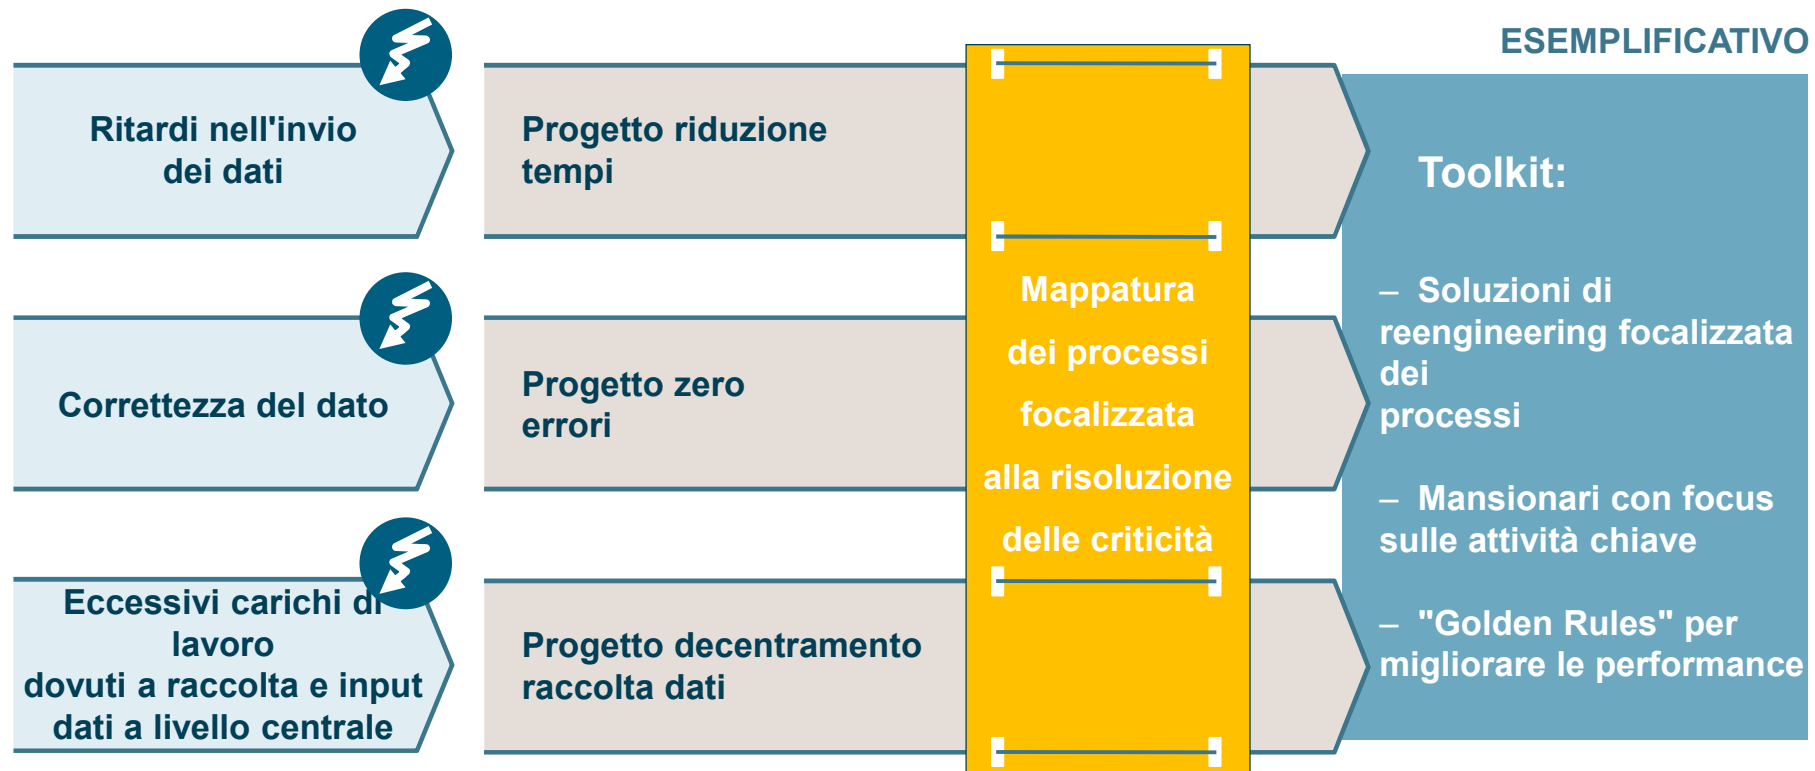 ESEMPLIFICATIVO
Ritardi nell'invio
dei dati
Progetto riduzione
tempi
Correttezza del dato
Progetto zero
errori
Eccessivi carichi di
lavoro
dovuti a raccolta e input
dati a livello centrale
Progetto decentramento
raccolta dati
Mappatura
dei processi
focalizzata
alla risoluzione
delle criticità
Toolkit:
– Soluzioni di
reengineering focalizzata
dei
processi
– Mansionari con focus
sulle attività chiave
– "Golden Rules" per
migliorare le performance